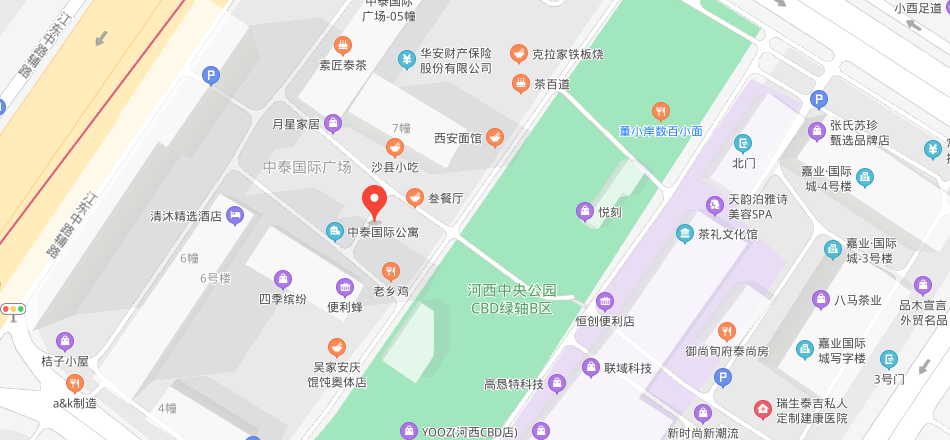 中泰国际
广场-05幢
小酉足道
江东中路辅路
素匠泰茶
华安财产保险
股份有限公司
克拉家铁板烧
茶百道
P
月星家居
7幢
西安面馆
沙县小吃
董小岸数百小面
P
张氏苏珍
甄选品牌店
北门
嘉业·国际
城-4号楼
中泰国际广场
叁餐厅
清沐精选酒店
中泰国际公寓
悦刻
天韵泊雅诗
美容SPA
茶礼文化馆
江东中路辅路
6幢
6号楼
老乡鸡
四季缤纷
便利蜂
河西中央公园
CBD绿轴B区
嘉业·国际
城-3号楼
八马茶业
品木宣言
外贸名品
恒创便利店
御尚旬府泰尚房
嘉业国际
城写字楼
3号门
桔子小屋
吴家安庆
馄饨奥体店
联域科技
高恳特科技
P
a&k制造
4幢
YOOZ(河西CBD店)
新时尚新潮流
瑞生泰吉私人
定制健康医院